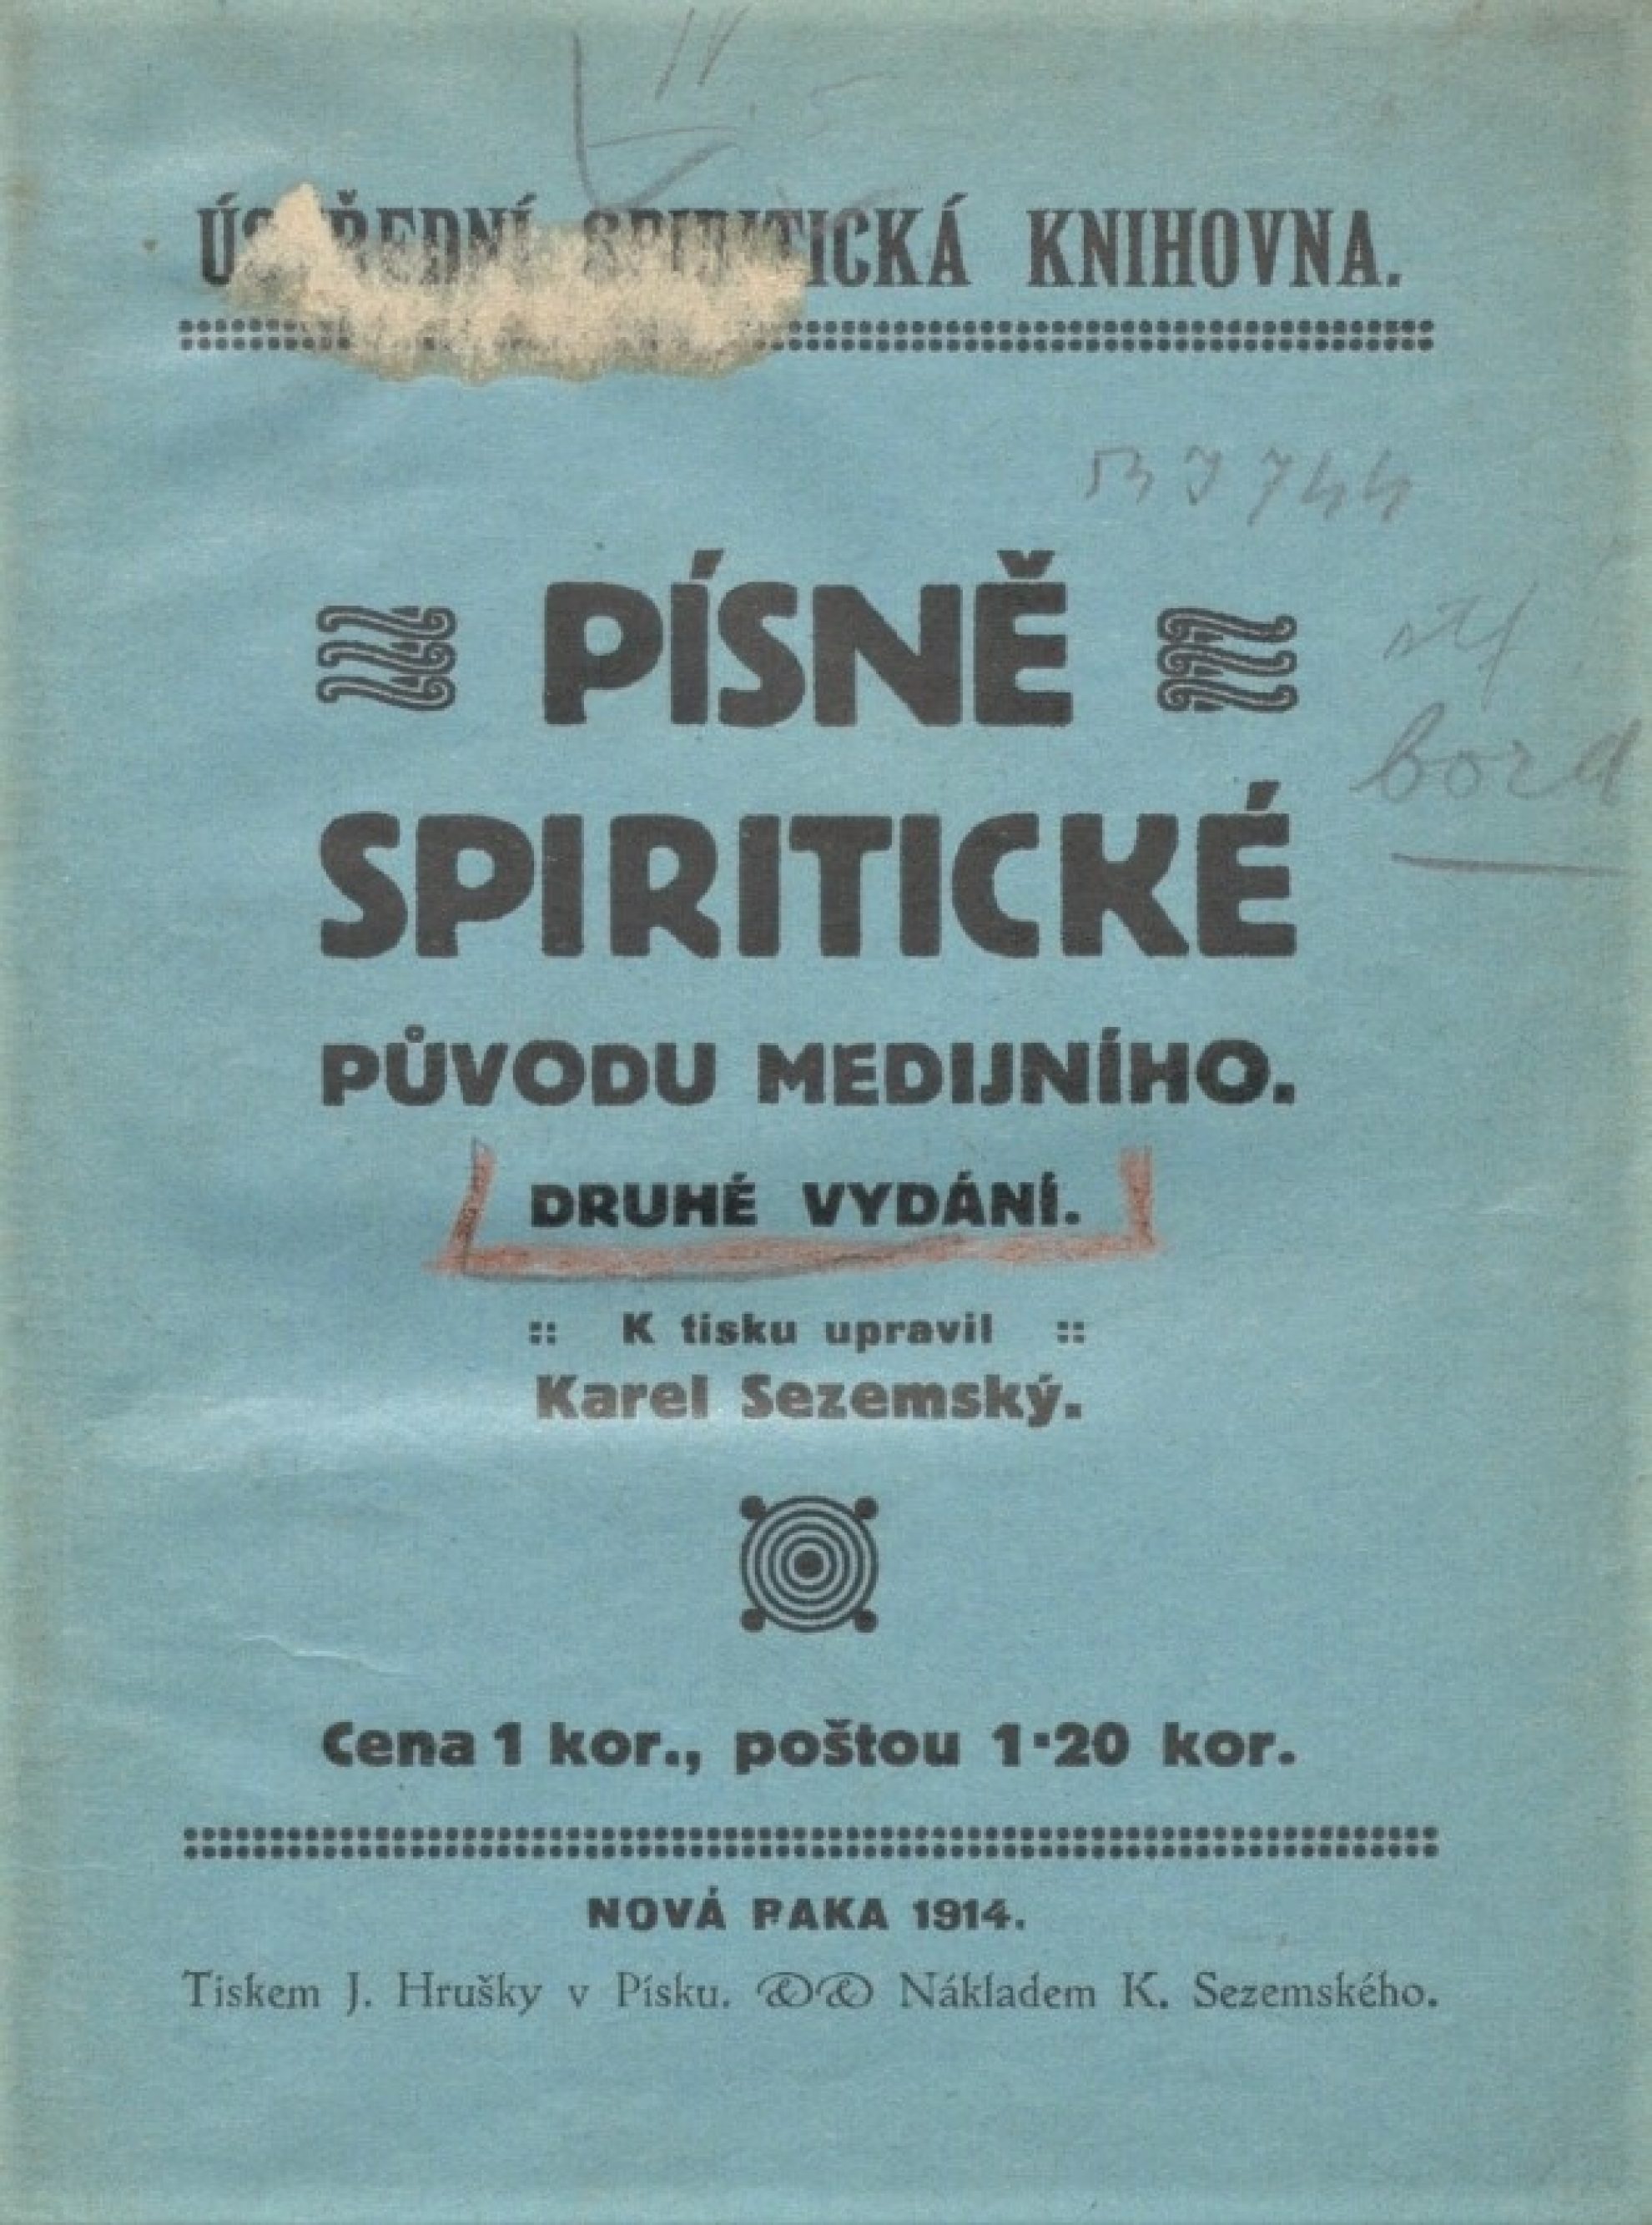 ÚSTŘEDNÍ SPIRITICKÁ KNIHOVNA.
PÍSNĚ
SPIRITICKÉ
PŮVODU MEDIJNÍHO.
DRUHÉ VYDÁNÍ.
:: K tisku upravil ::
Karel Sezemský.
Cena 1 kor., poštou 1·20 kor.
NOVÁ PAKA 1914.
Tiskem J. Hrušky v Písku. Nákladem K. Sezemského.